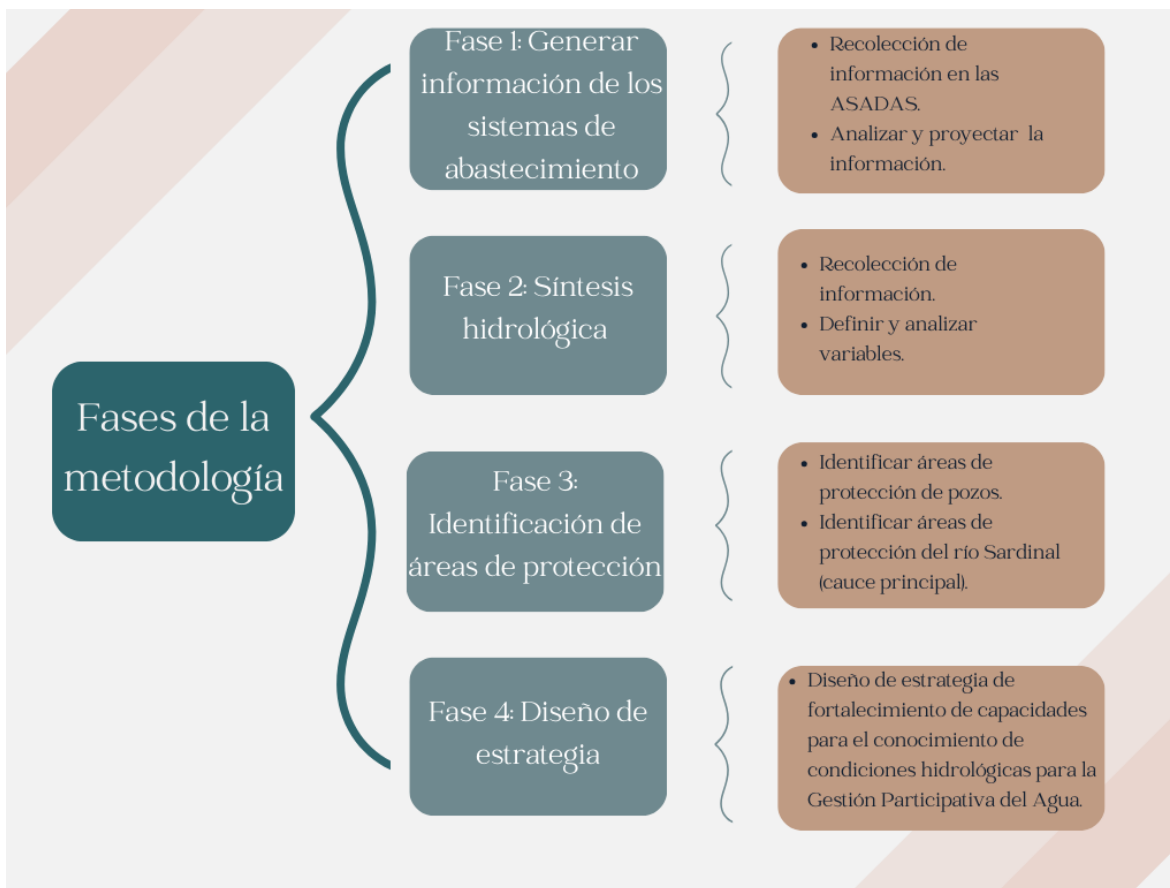 Fases de la
metodología
Fase 1: Generar
información de los
sistemas de
abastecimiento
• Recolección de
información en las
ASADAS.
• Analizar y proyectar la
información.
Fase 2: Síntesis
hidrológica
• Recolección de
información.
• Definir y analizar
variables.
Fase 3:
Identificación de
áreas de protección
• Identificar áreas de
protección de pozos.
• Identificar áreas de
protección del río Sardinal
(cauce principal).
Fase 4: Diseño de
estrategia
• Diseño de estrategia de
fortalecimiento de capacidades
para el conocimiento de
condiciones hidrológicas para la
Gestión Participativa del Agua.